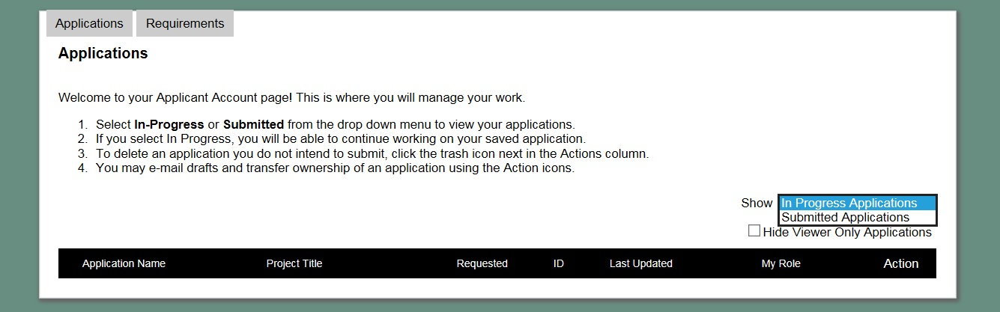 Applications Requirements
Applications
Welcome to your Applicant Account page! This is where you will manage your work.
1. Select In-Progress or Submitted from the drop down menu to view your applications.
2. If you select In Progress, you will be able to continue working on your saved application.
3. To delete an application you do not intend to submit, click the trash icon next in the Actions column.
4. You may e-mail drafts and transfer ownership of an application using the Action icons.
Show In Progress Applications
Submitted Applications
Hide Viewer Only Applications
Application Name Project Title Requested ID Last Updated My Role Action